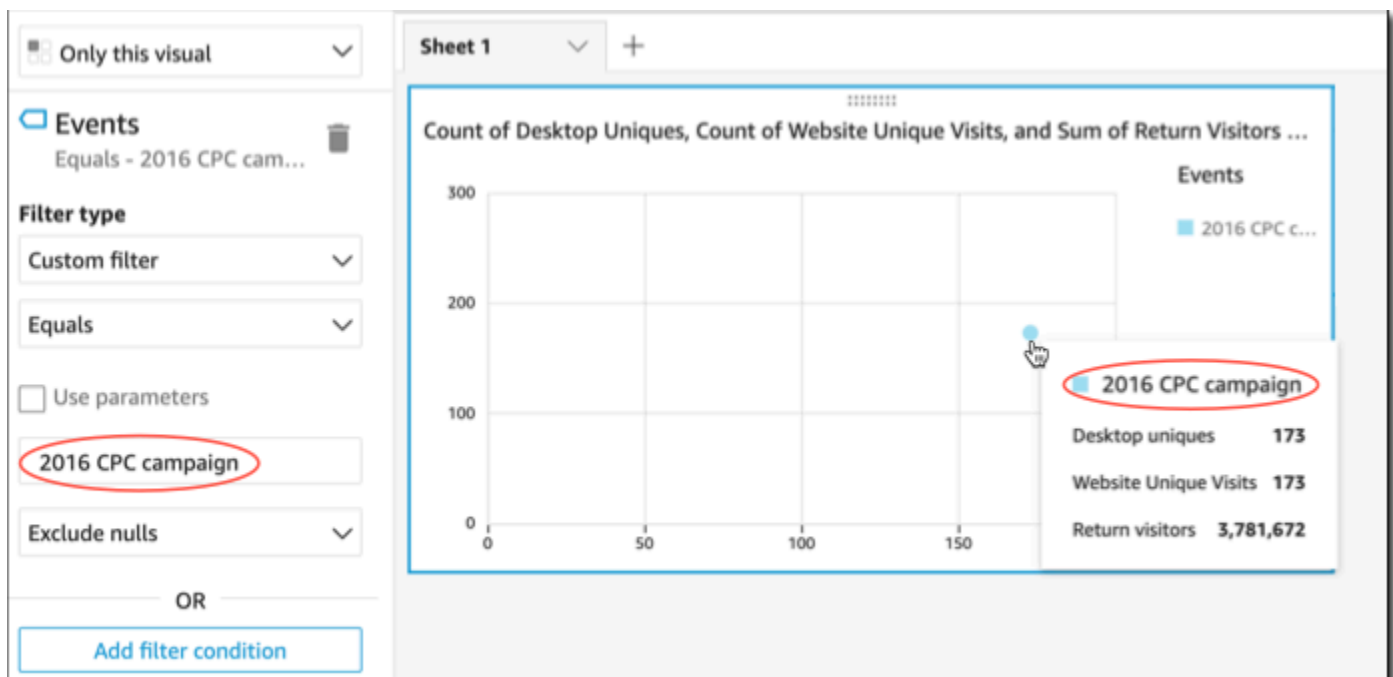 Only this visual
Events
Equals - 2016 CPC cam...
Filter type
Custom filter
Equals
Use parameters
2016 CPC campaign
Exclude nulls
OR
Add filter condition
Sheet 1
Count of Desktop Uniques, Count of Website Unique Visits, and Sum of Return Visitors ...
300
200
100
0
0 50 100 150
Events
2016 CPC c...
2016 CPC campaign
Desktop uniques 173
Website Unique Visits 173
Return visitors 3,781,672